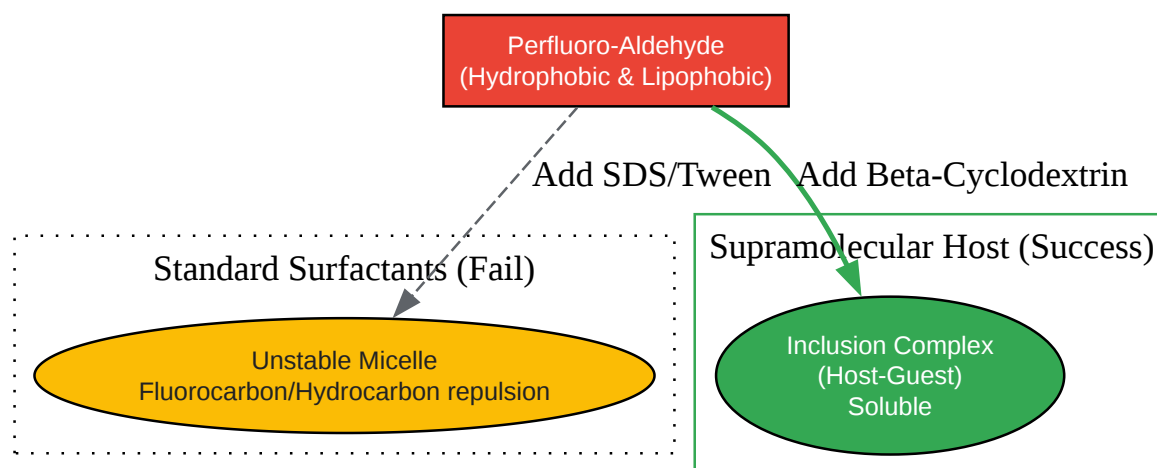 Perfluoro-Aldehyde
(Hydrophobic & Lipophobic)
Add SDS/Tween
Add Beta-Cyclodextrin
Standard Surfactants (Fail)
Supramolecular Host (Success)
Unstable Micelle
Fluorocarbon/Hydrocarbon repulsion
Inclusion Complex
(Host-Guest)
Soluble